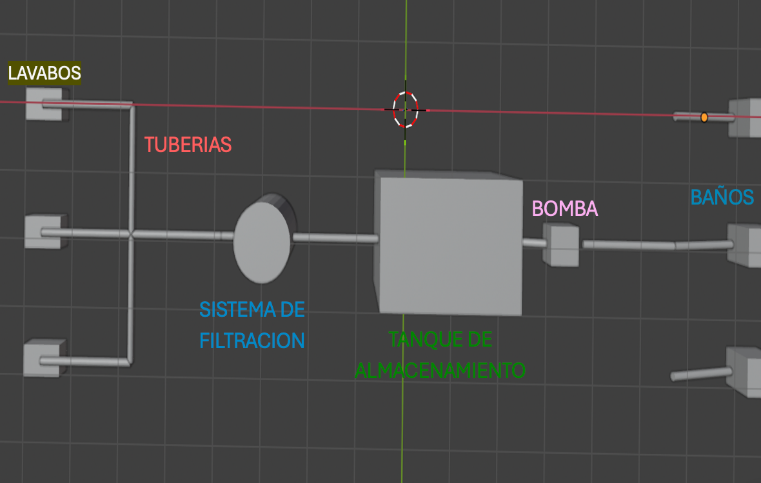 LAVABOS
TUBERIAS
BAÑOS
BOMBA
SISTEMA DE
FILTRACION
TANQUE DE
ALMACENAMIENTO